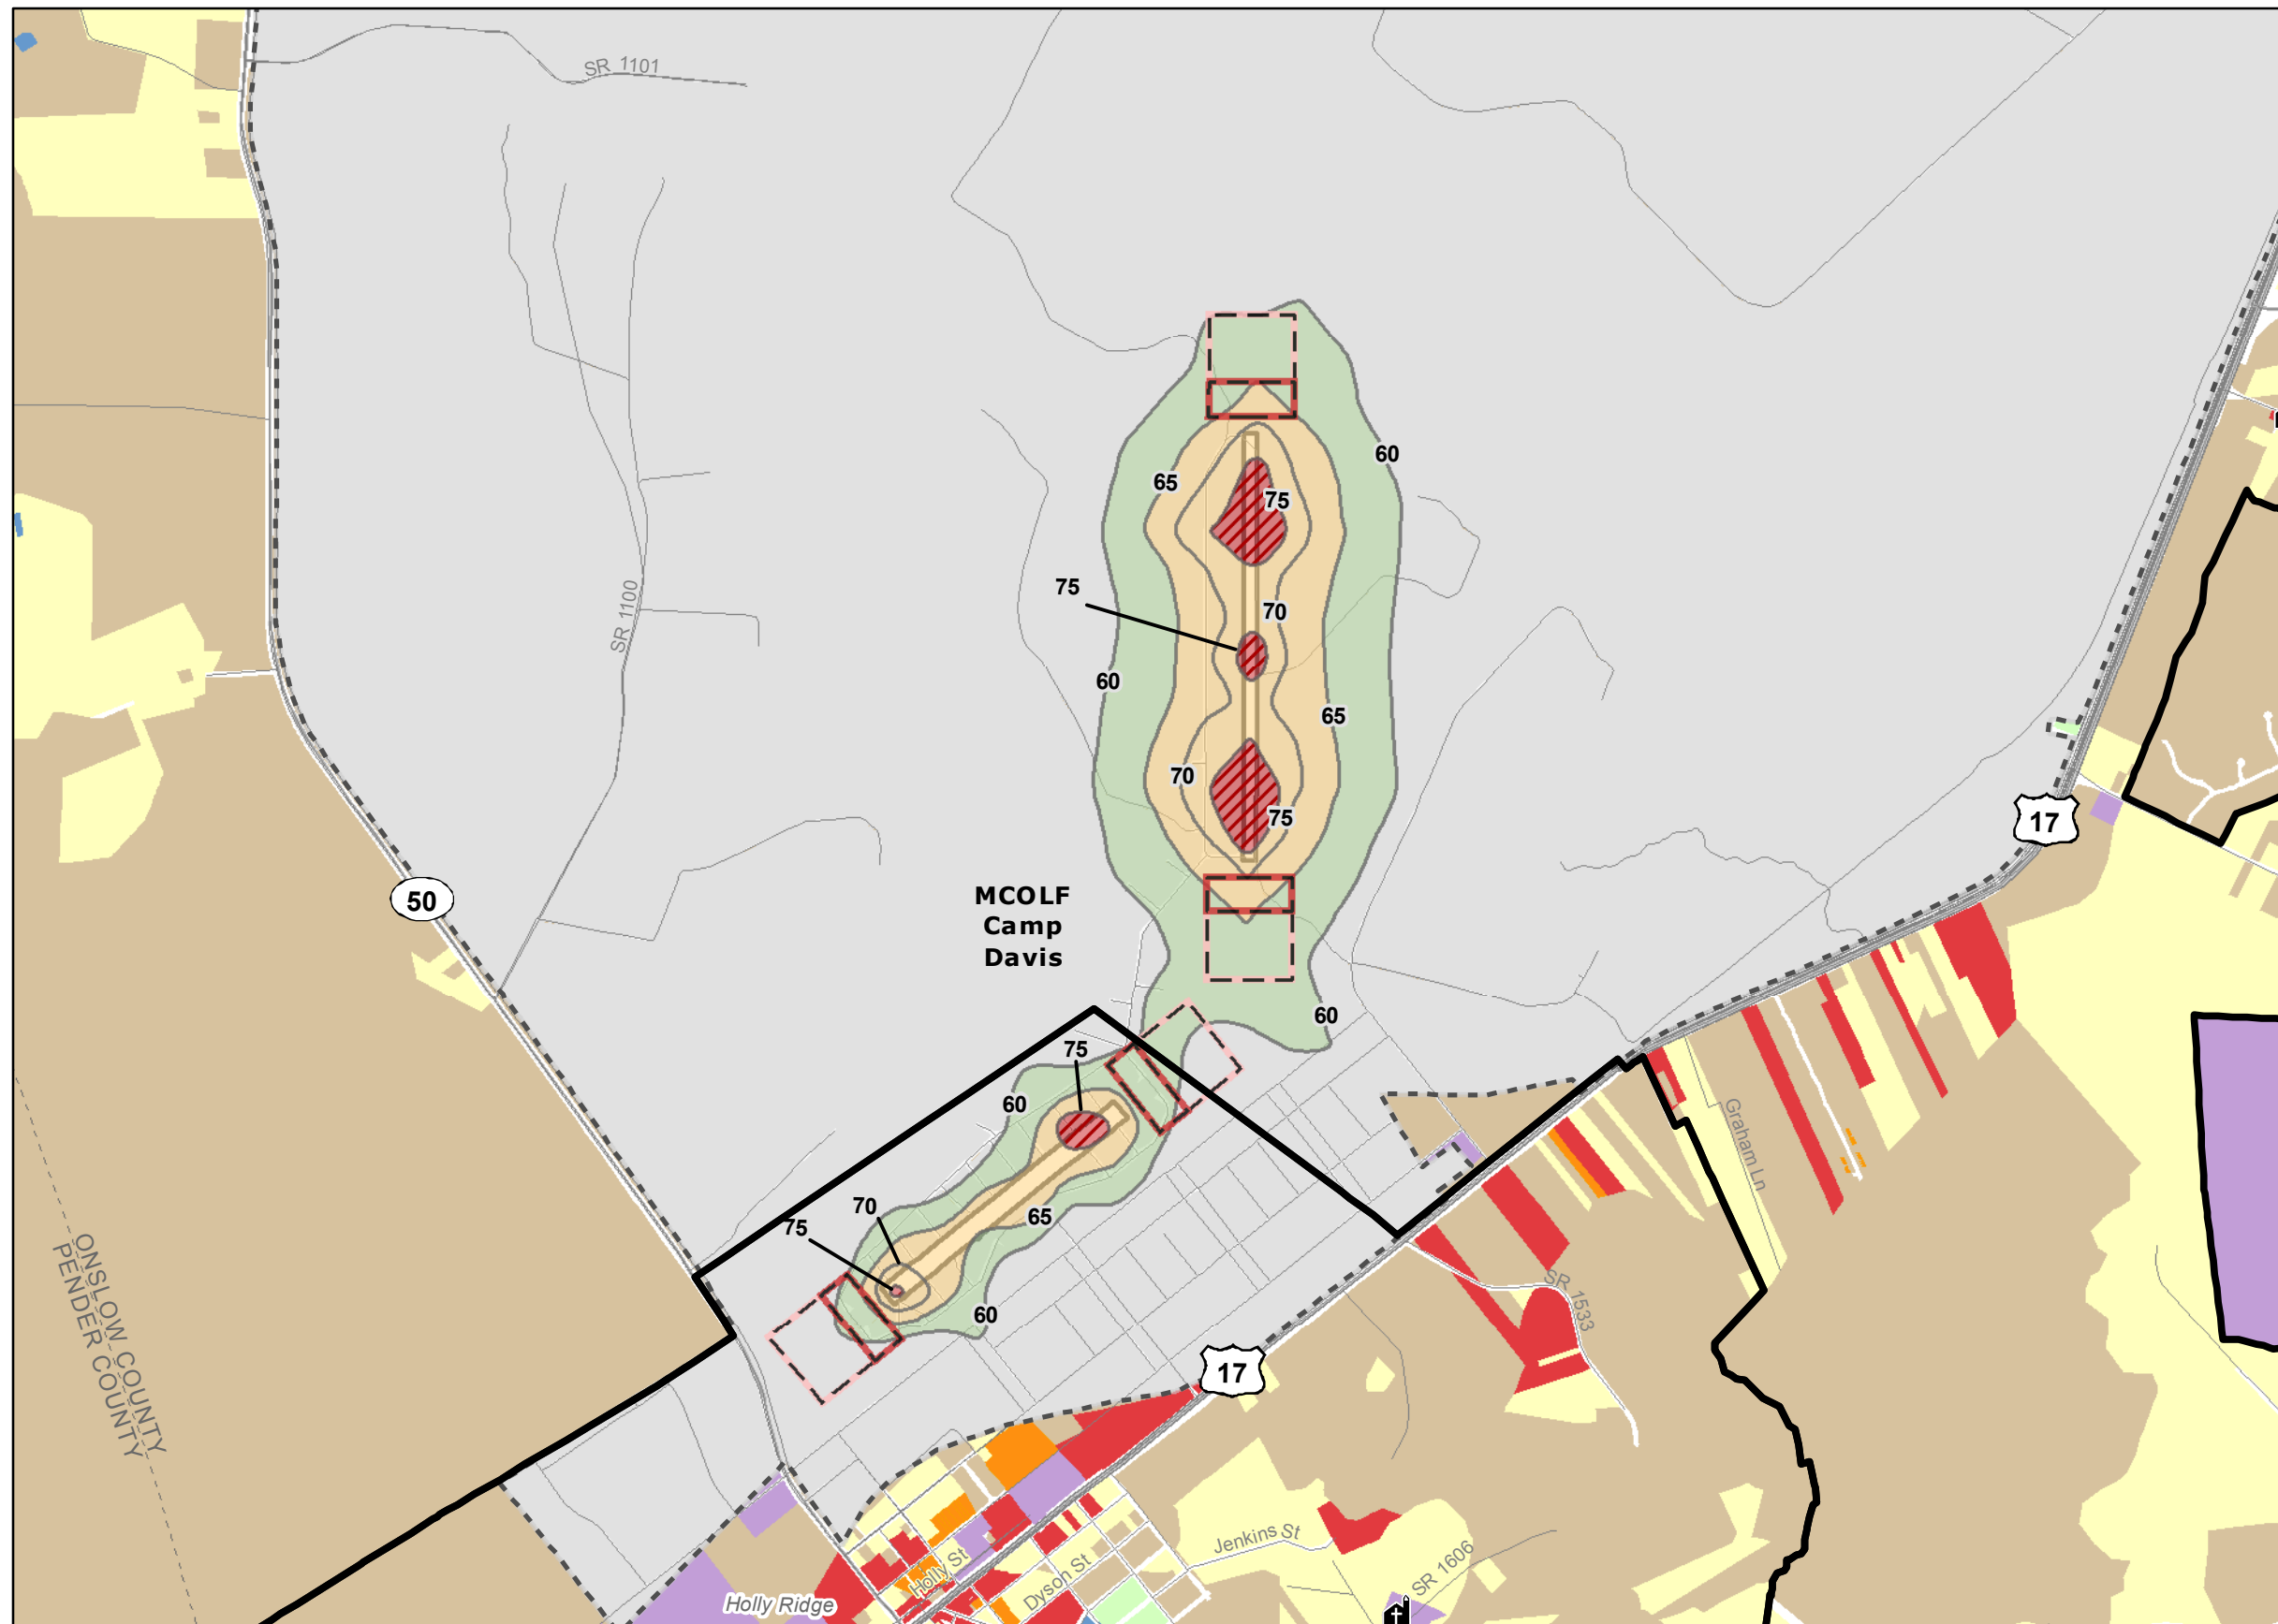 SR 1101
60
65
75
75
70
SR 1100
60
65
70
75
17
50
MCOLF
Camp
Davis
60
75
60
Graham Ln
70
65
75
ONSLOW COUNTY
PENDER COUNTY
60
SR 1533
17
Jenkins St
Holly St
Dyson St
SR 1606
Holly Ridge